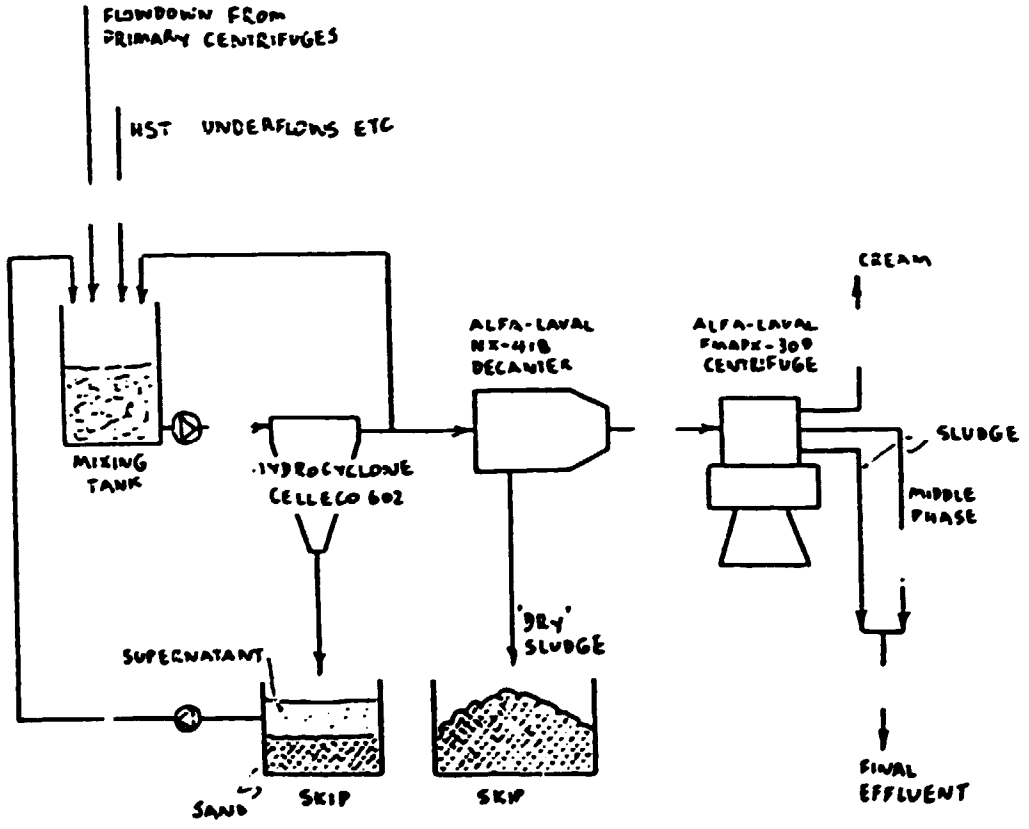 FLOWDOWN FROM
PRIMARY CENTRIFUGES
HST UNDERFLOWS ETC
CREAM
ALFA-LAVAL
NX-418
DECANTER
ALFA-LAVAL
FMAPX-309
CENTRIFUGE
SLUDGE
MIXING
TANK
HYDROCYCLONE
CELLECO 602
MIDDLE
PHASE
'DRY'
SLUDGE
SUPERNATANT
SAND
SKIP
SKIP
FINAL
EFFLUENT